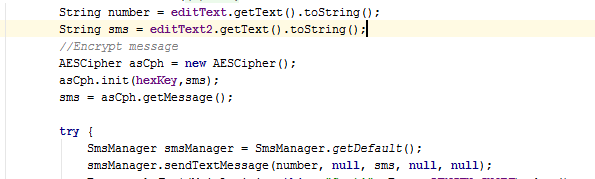 String number = editText.getText().toString();
String sms = editText2.getText().toString();
//Encrypt message
AESCipher asCph = new AESCipher();
asCph.init(hexKey,sms);
sms = asCph.getMessage();
try {
SmsManager smsManager = SmsManager.getDefault();
smsManager.sendTextMessage(number, null, sms, null, null);